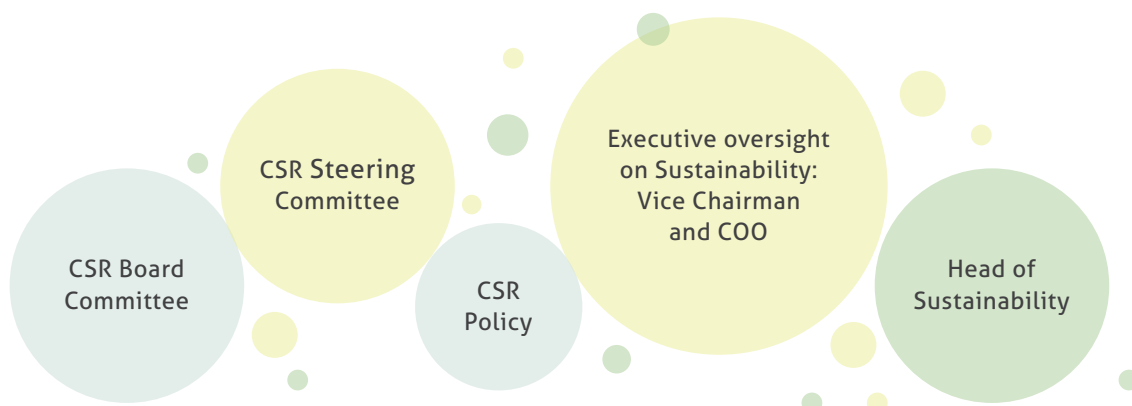 CSR Board
Committee
CSR Steering
Committee
CSR
Policy
Executive oversight
on Sustainability:
Vice Chairman
and COO
Head of
Sustainability